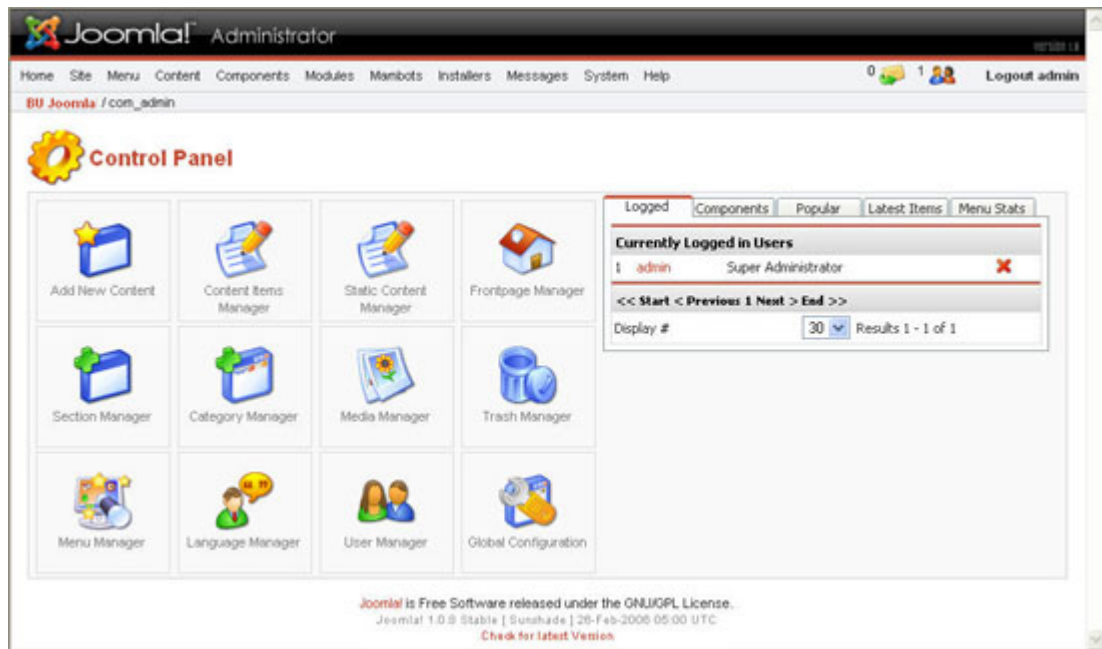 Joomla! Administrator
version 1.0
Home Site Menu Content Components Modules Mambots Installers Messages System Help 0 1 Logout admin
BU Joomla / com_admin
Control Panel
Logged Components Popular Latest Items Menu Stats
Currently Logged in Users
1 admin Super Administrator
<< Start < Previous 1 Next > End >>
Display # 30 Results 1 - 1 of 1
Add New Content
Content Items Manager
Static Content Manager
Frontpage Manager
Section Manager
Category Manager
Media Manager
Trash Manager
Menu Manager
Language Manager
User Manager
Global Configuration
Joomla! is Free Software released under the GNU/GPL License.
Joomla! 1.0.8 Stable [ Sunshade ] 26-Feb-2006 05:00 UTC
Check for latest Version